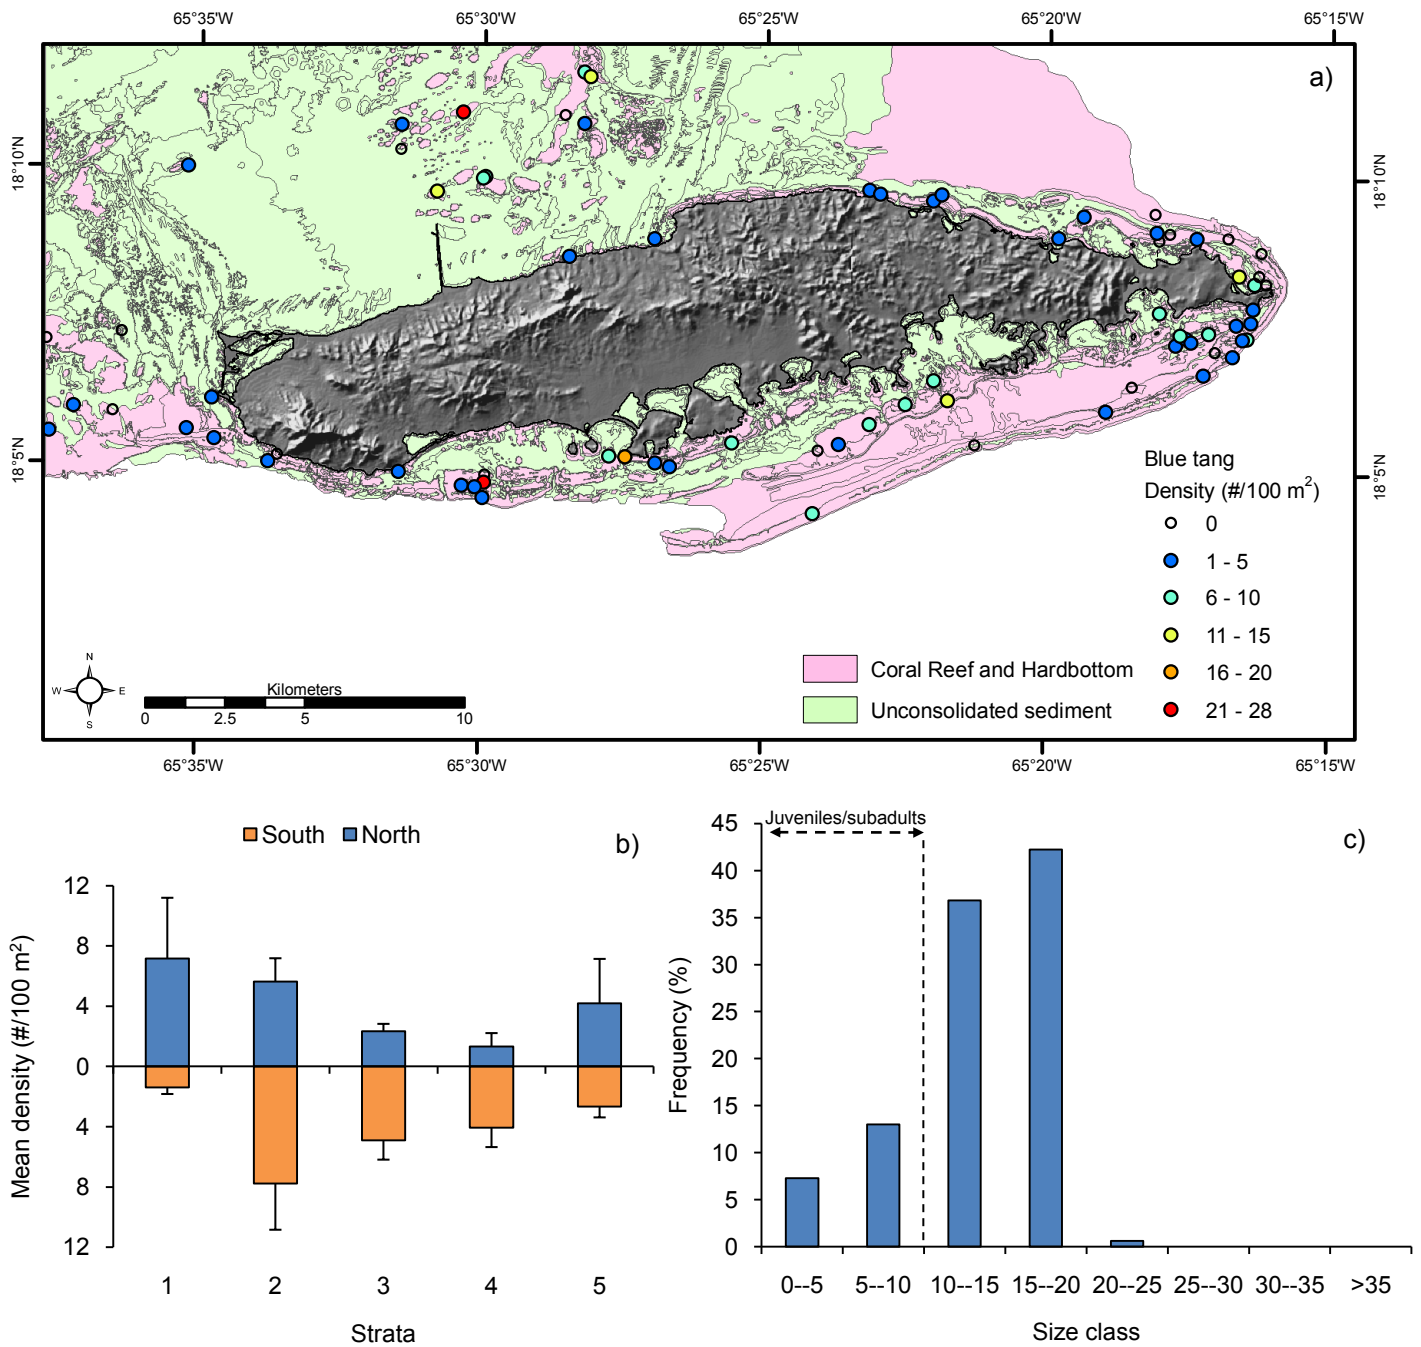 65°35'W 65°30'W 65°25'W 65°20'W 65°15'W
a)
18°10'N 18°10'N
18°5'N 18°5'N
Blue tang
Density (#/100 m²)
0
1 - 5
6 - 10
11 - 15
16 - 20
21 - 28
Coral Reef and Hardbottom
Unconsolidated sediment
N
W E
S
Kilometers
0 2.5 5 10
65°35'W 65°30'W 65°25'W 65°20'W 65°15'W
South North
b)
Mean density (#/100 m²)
12
8
4
0
4
8
12
1 2 3 4 5
Strata
Juveniles/subadults
c)
Frequency (%)
45
40
35
30
25
20
15
10
5
0
0--5 5--10 10--15 15--20 20--25 25--30 30--35 >35
Size class